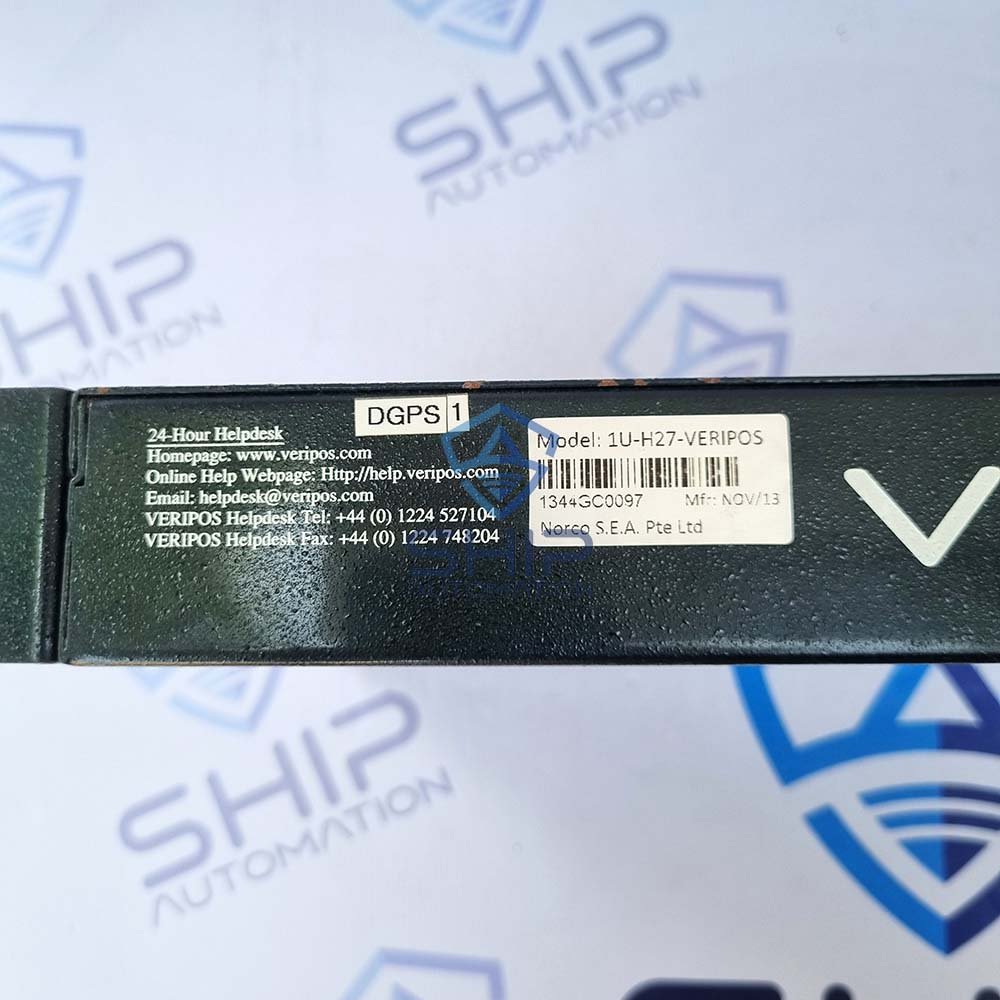 SHIP
AUTOMATION
SHIP
AUTOMATION
DGPS 1
24-Hour Helpdesk
Homepage: www.veripos.com
Online Help Webpage: Http://help.veripos.com
Email: helpdesk@veripos.com
VERIPOS Helpdesk Tel: +44 (0) 1224 527104
VERIPOS Helpdesk Fax: +44 (0) 1224 748204
Model: 1U-H27-VERIPOS
1344GC0097 Mfr: NOV/13
Norco S.E.A. Pte Ltd
V
SHIP
AUTOMATION
SHIP
AUTOMATION